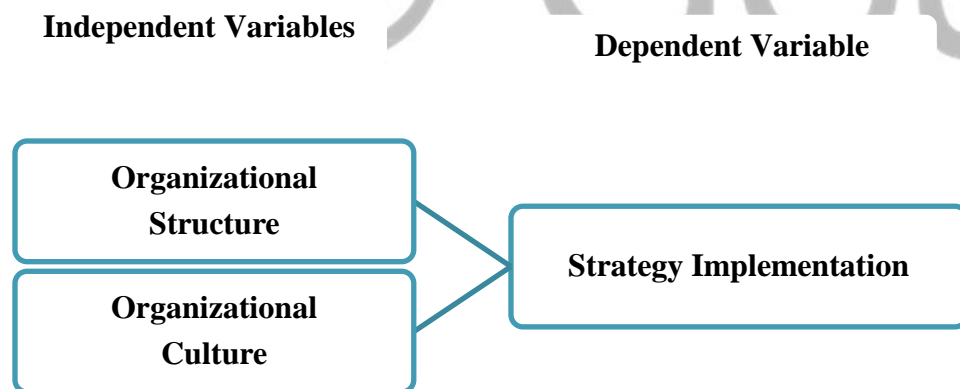 Independent Variables
Dependent Variable
Organizational
Structure
Strategy Implementation
Organizational
Culture